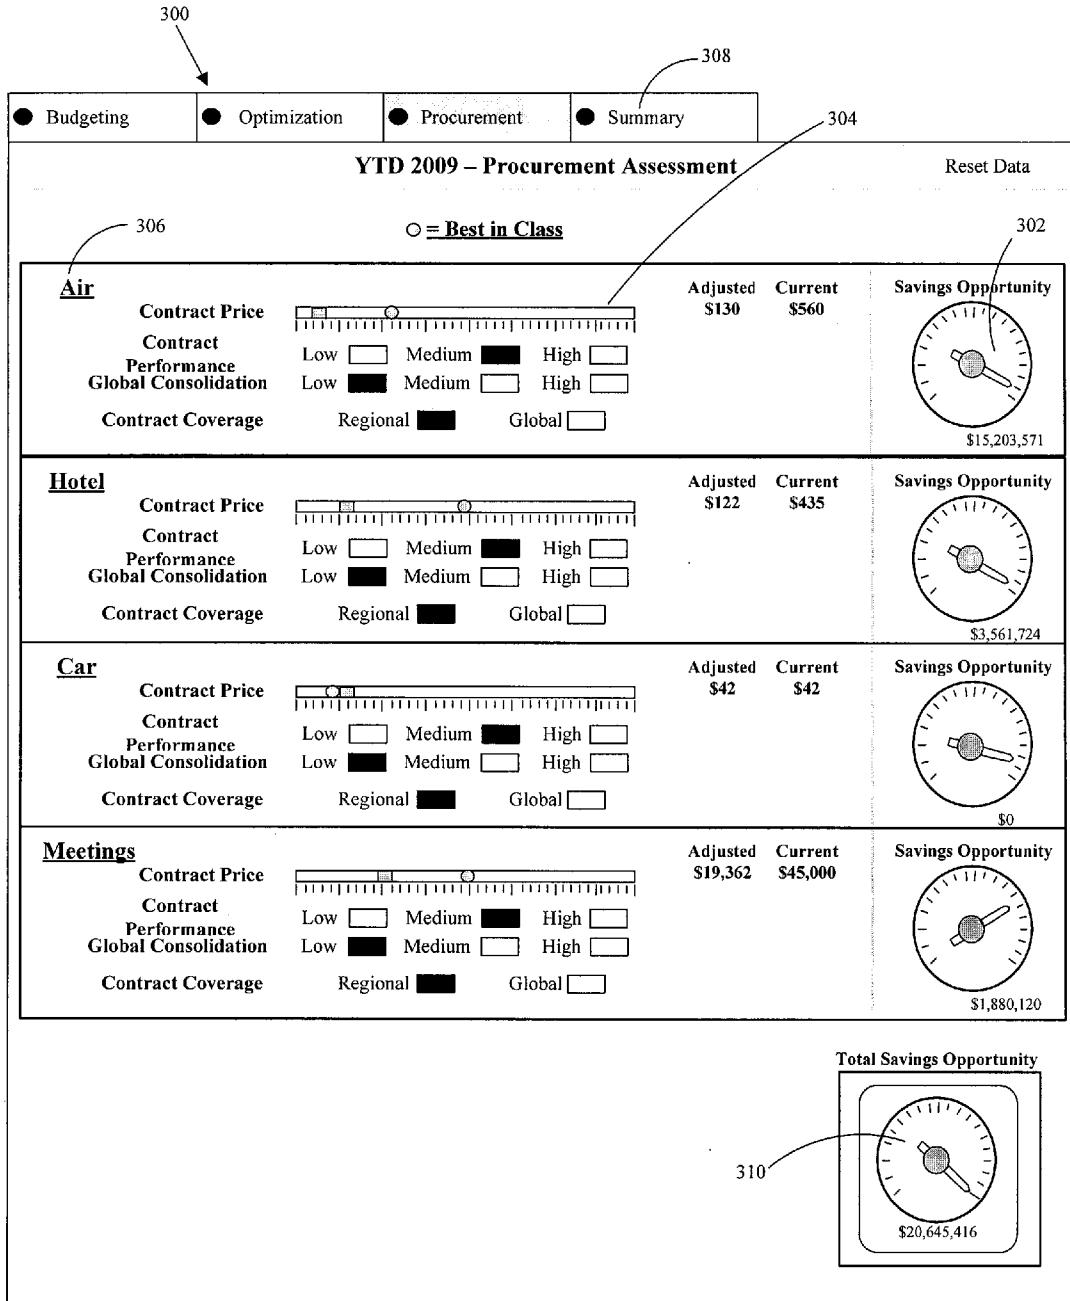 300
308
Budgeting Optimization Procurement Summary
304
YTD 2009 – Procurement Assessment Reset Data
306 = Best in Class 302
Air Adjusted Current Savings Opportunity
Contract Price $130 $560
Contract
Performance Low Medium High
Global Consolidation Low Medium High
Contract Coverage Regional Global
$15,203,571
Hotel Adjusted Current Savings Opportunity
Contract Price $122 $435
Contract
Performance Low Medium High
Global Consolidation Low Medium High
Contract Coverage Regional Global
$3,561,724
Car Adjusted Current Savings Opportunity
Contract Price $42 $42
Contract
Performance Low Medium High
Global Consolidation Low Medium High
Contract Coverage Regional Global
$0
Meetings Adjusted Current Savings Opportunity
Contract Price $19,362 $45,000
Contract
Performance Low Medium High
Global Consolidation Low Medium High
Contract Coverage Regional Global
$1,880,120
Total Savings Opportunity
310
$20,645,416